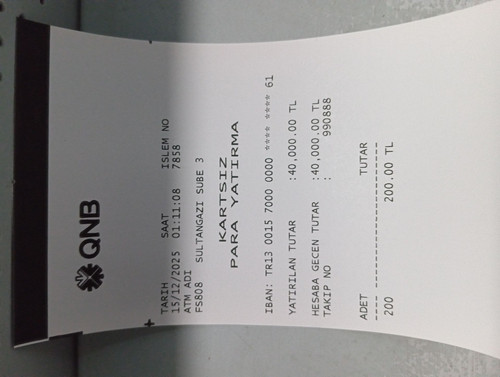 QNB
TARIH SAAT ISLEM NO
15/12/2025 01:11:08 7858
ATM ADI
FS808 SULTANGAZI SUBE 3
KARTSIZ
PARA YATIRMA
IBAN: TR13 0015 7000 0000 **** **** 61
YATIRILAN TUTAR :40,000.00 TL
HESABA GECEN TUTAR :40,000.00 TL
TAKIP NO : 990888
ADET TUTAR
200 200.00 TL